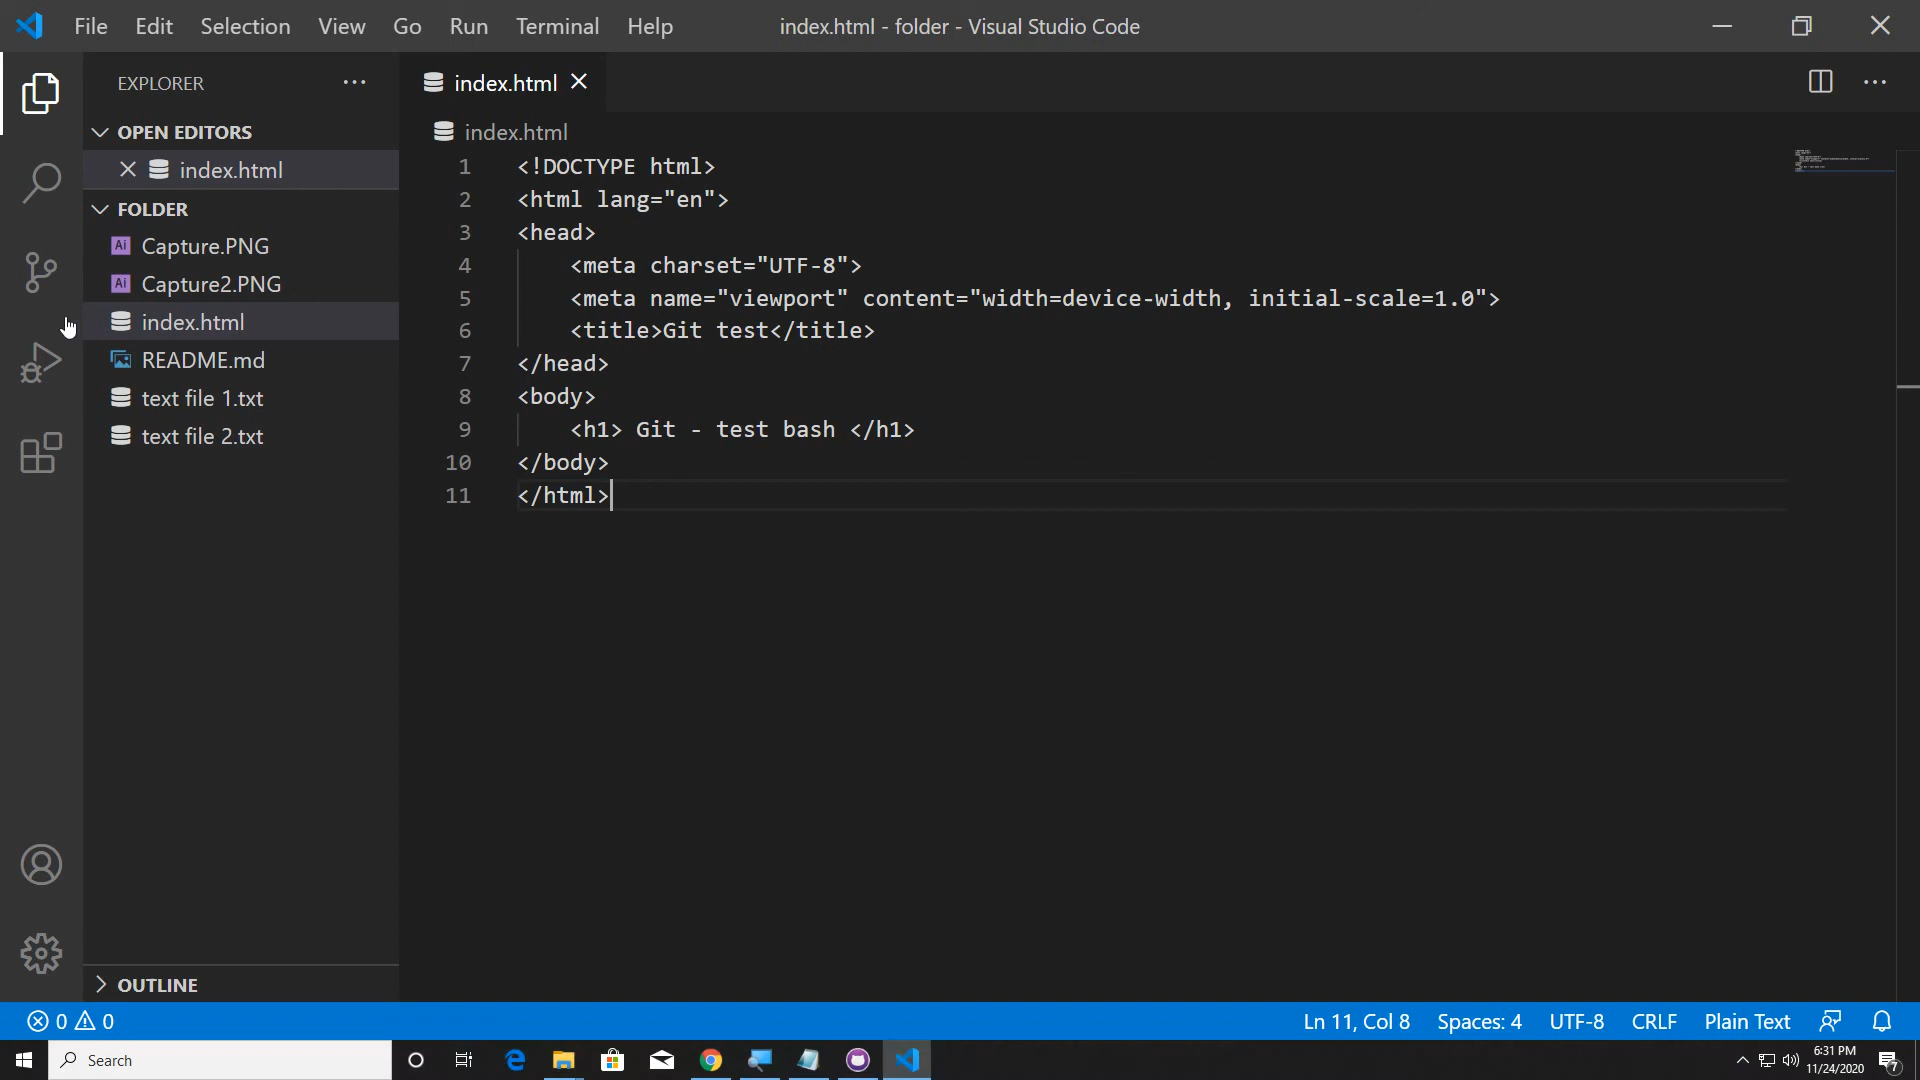 File Edit Selection View Go Run Terminal Help index.html - folder - Visual Studio Code
EXPLORER
OPEN EDITORS
index.html
FOLDER
Ai Capture.PNG
Ai Capture2.PNG
index.html
README.md
text file 1.txt
text file 2.txt
OUTLINE
index.html
index.html
1 <!DOCTYPE html>
2 <html lang="en">
3 <head>
4 <meta charset="UTF-8">
5 <meta name="viewport" content="width=device-width, initial-scale=1.0">
6 <title>Git test</title>
7 </head>
8 <body>
9 <h1> Git - test bash </h1>
10 </body>
11 </html>
0 0 Ln 11, Col 8 Spaces: 4 UTF-8 CRLF Plain Text
Search 6:31 PM
11/24/2020 7